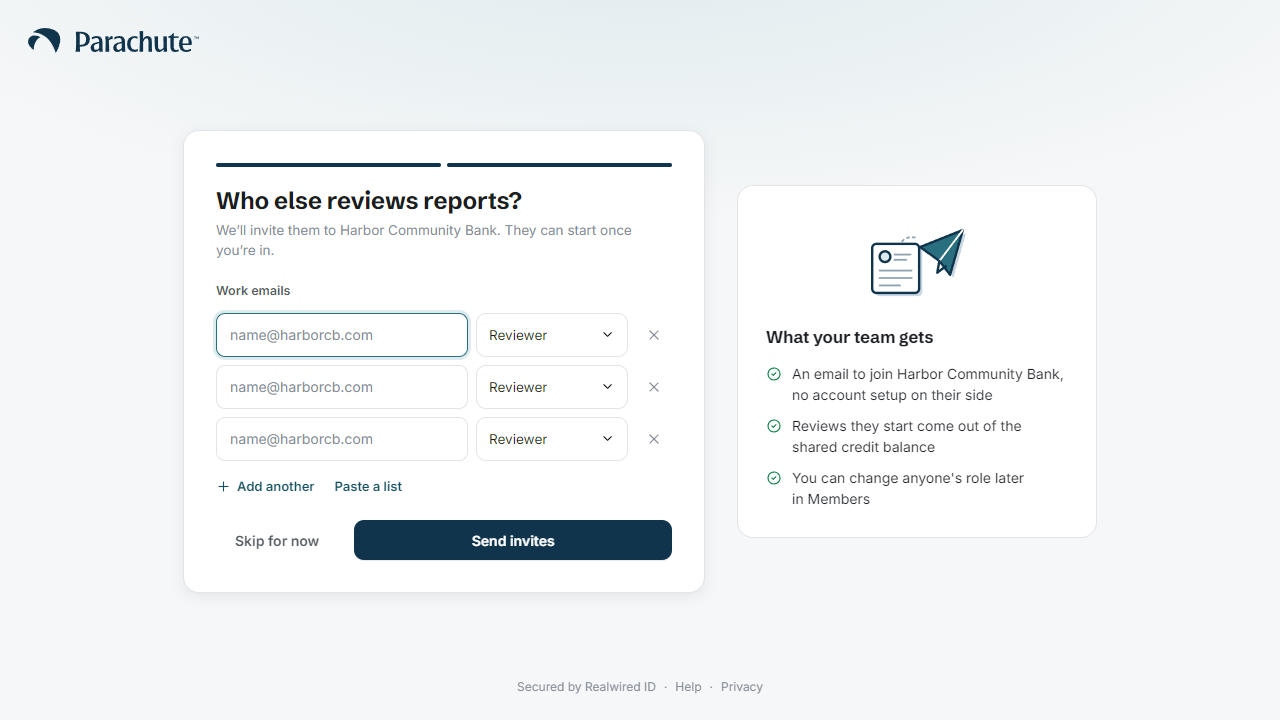 Parachute™
Who else reviews reports?
We'll invite them to Harbor Community Bank. They can start once
you're in.
Work emails
name@harborcb.com
Reviewer
name@harborcb.com
Reviewer
name@harborcb.com
Reviewer
Add another
Paste a list
Skip for now
Send invites
What your team gets
An email to join Harbor Community Bank,
no account setup on their side
Reviews they start come out of the
shared credit balance
You can change anyone's role later
in Members
Secured by Realwired ID · Help · Privacy